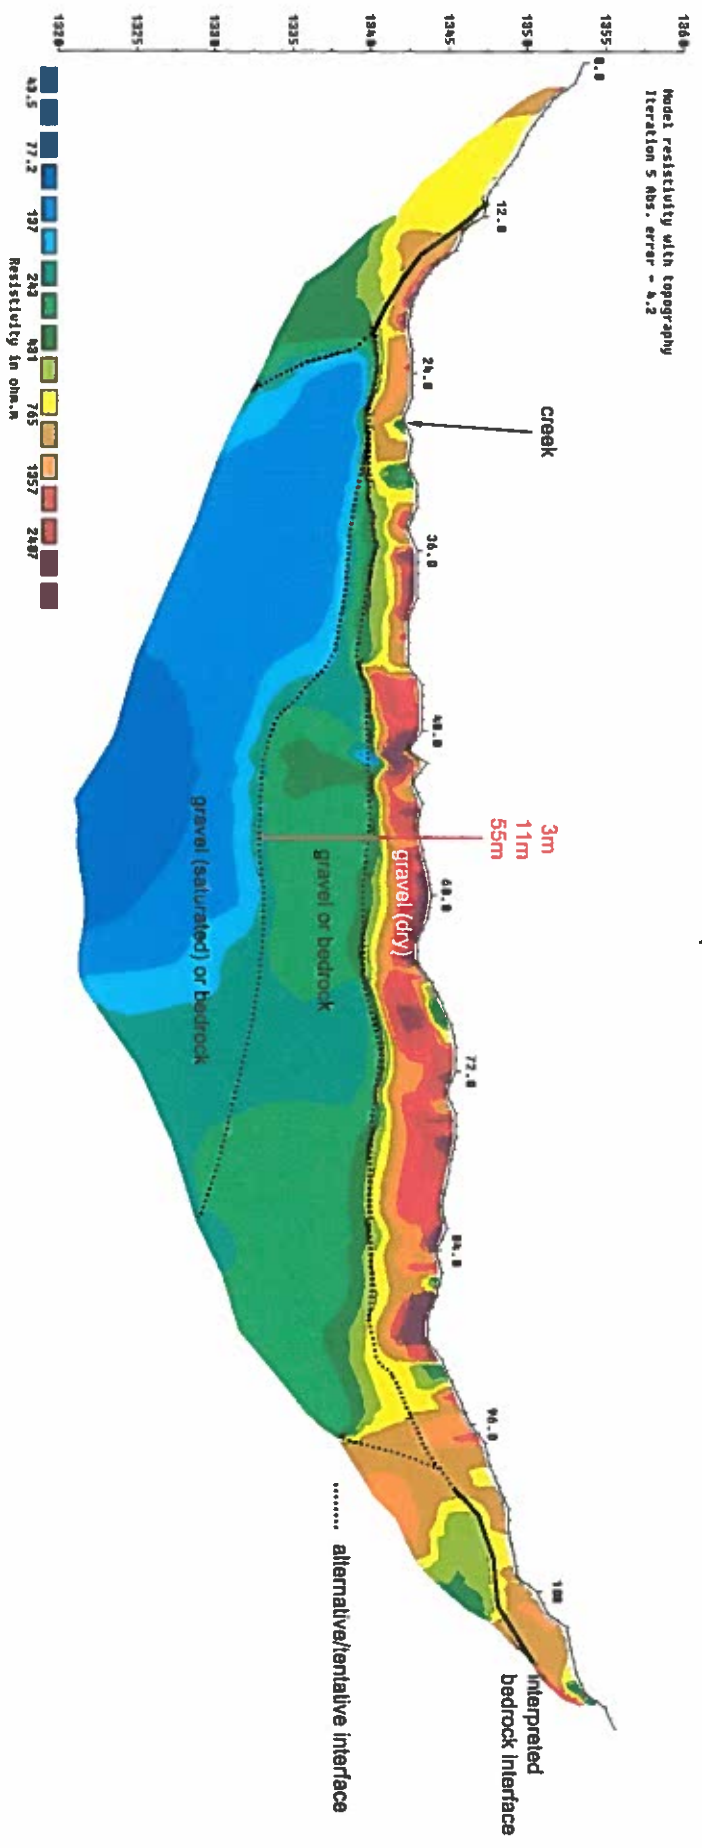 Model resistivity with topography
Iteration 5 Abs. error = 4.2
1360
1355
1350
1345
1340
1335
1330
1325
1320
0.0
12.0
24.0
36.0
48.0
60.0
72.0
84.0
96.0
108
creek
3m
11m
55m
gravel (dry)
gravel or bedrock
gravel (saturated) or bedrock
interpreted
bedrock interface
alternative/tentative interface
43.5 77.2 137 243 431 765 1357 2407
Resistivity in ohm.m